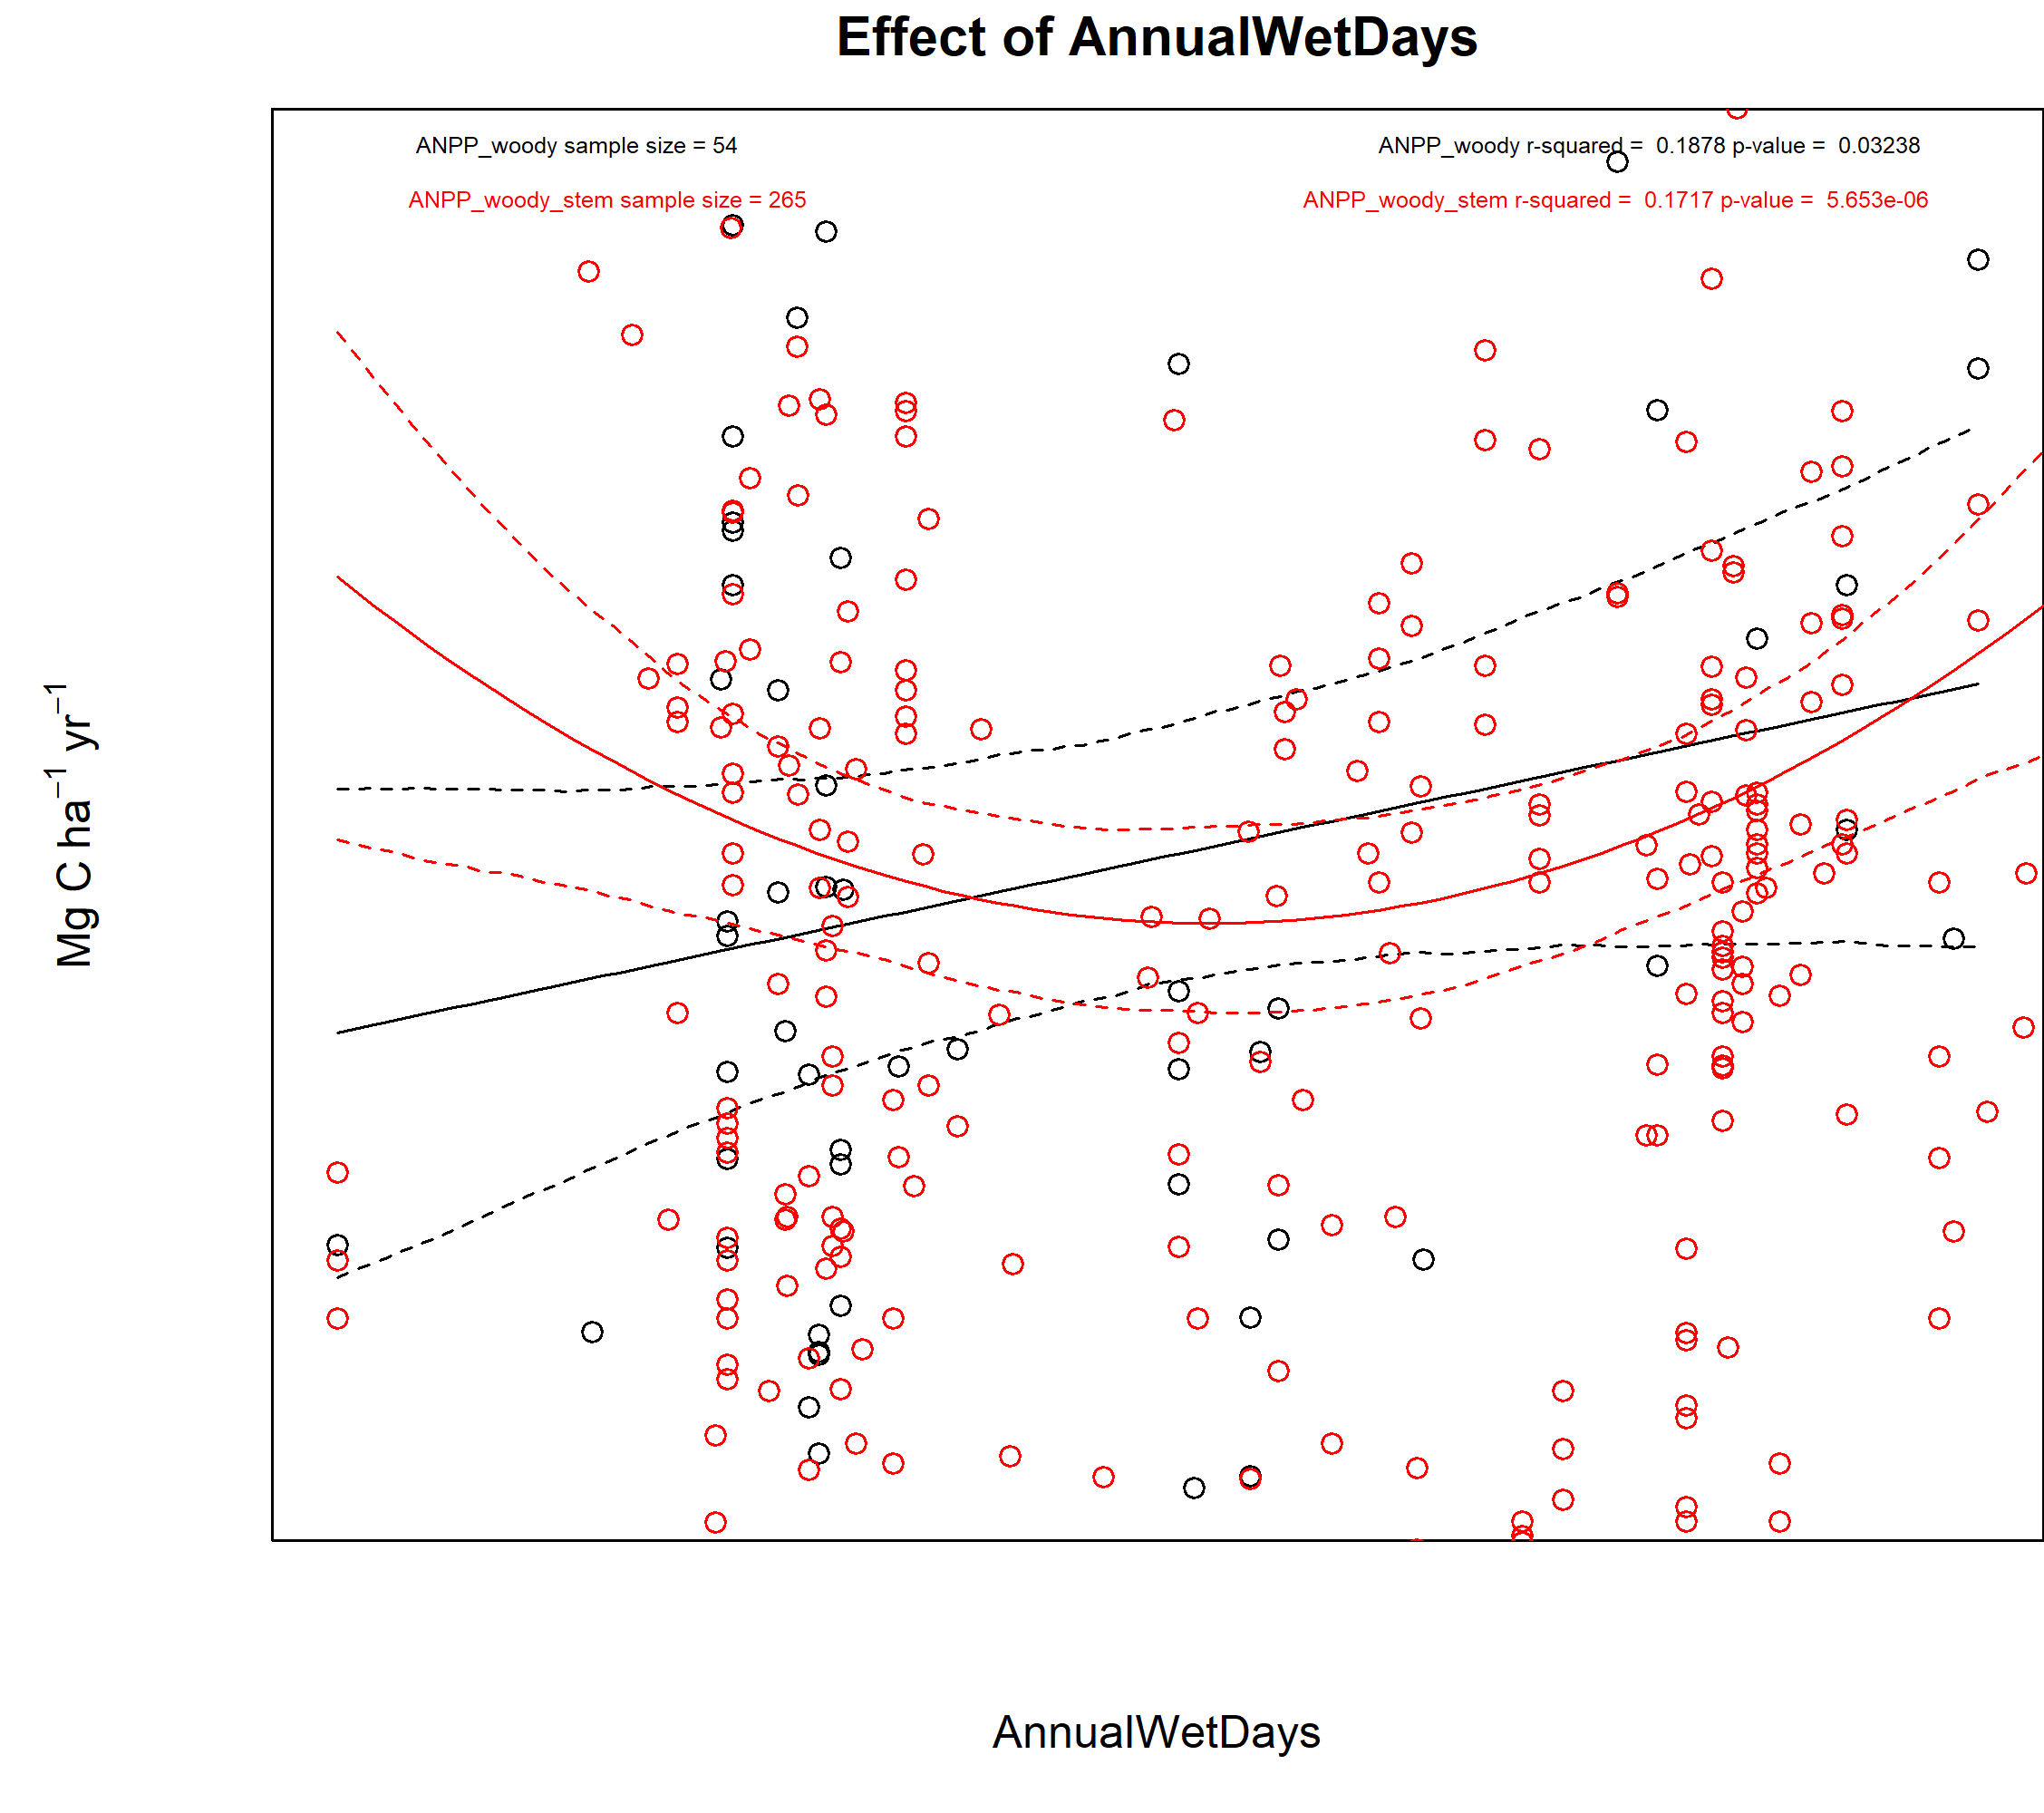 Effect of AnnualWetDays
ANPP_woody sample size = 54
ANPP_woody r-squared = 0.1878 p-value = 0.03238
ANPP_woody_stem sample size = 265
ANPP_woody_stem r-squared = 0.1717 p-value = 5.653e-06
Mg C ha⁻¹ yr⁻¹
AnnualWetDays